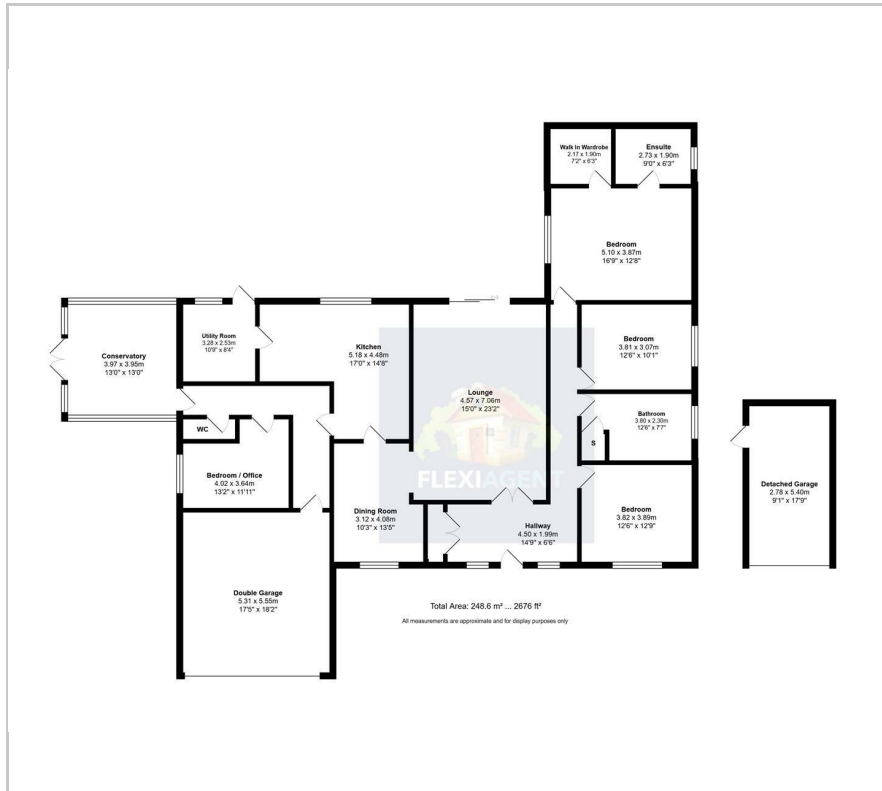 Walk In Wardrobe
2.17 x 1.90m
7'2" x 6'3"
Ensuite
2.73 x 1.90m
9'0" x 6'3"
Bedroom
5.10 x 3.87m
16'9" x 12'8"
Utility Room
3.28 x 2.53m
10'9" x 8'4"
Kitchen
5.18 x 4.48m
17'0" x 14'8"
Conservatory
3.97 x 3.95m
13'0" x 13'0"
Bedroom
3.81 x 3.07m
12'6" x 10'1"
Lounge
4.57 x 7.06m
15'0" x 23'2"
Bathroom
3.80 x 2.30m
12'6" x 7'7"
WC
S
FLEXIAGENT
Bedroom / Office
4.02 x 3.64m
13'2" x 11'11"
Detached Garage
2.78 x 5.40m
9'1" x 17'9"
Bedroom
3.82 x 3.89m
12'6" x 12'9"
Dining Room
3.12 x 4.08m
10'3" x 13'5"
Hallway
4.50 x 1.99m
14'9" x 6'6"
Double Garage
5.31 x 5.55m
17'5" x 18'2"
Total Area: 248.6 m² ... 2676 ft²
All measurements are approximate and for display purposes only